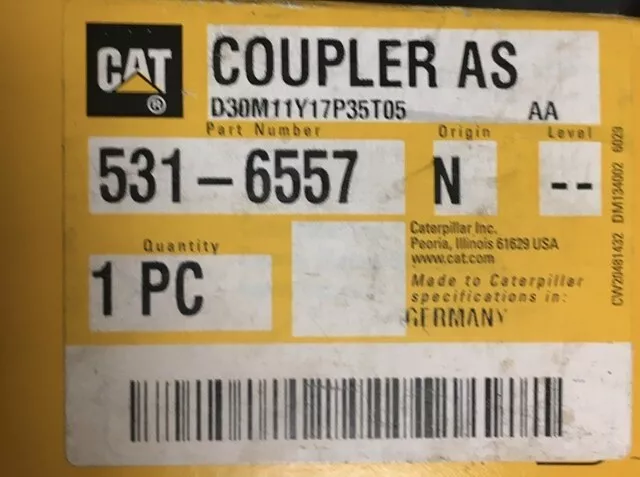 CAT
®
COUPLER AS
D30M11Y17P35T05 AA
Part Number Origin Level
531-6557 N --
Caterpillar Inc.
Peoria, Illinois 61629 USA
www.cat.com
Quantity
1 PC
Made to Caterpillar
specifications in:
GERMANY
CW20481432 DM134002 6029